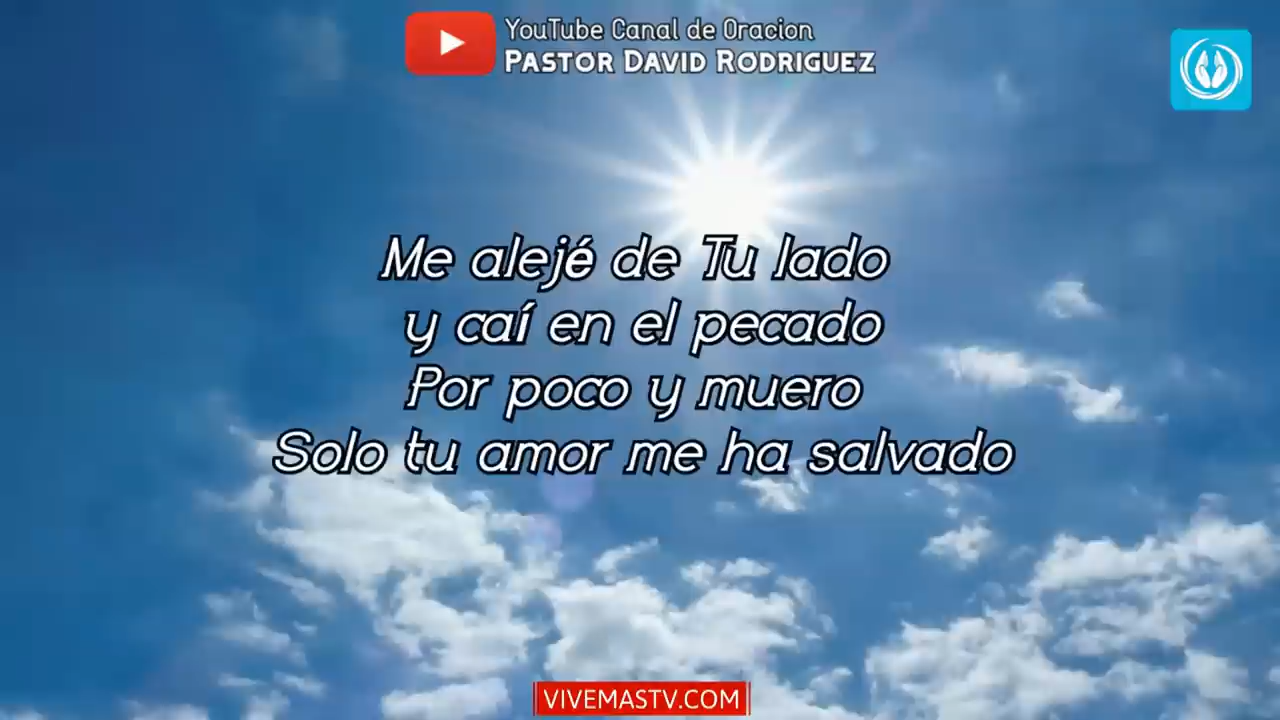 YouTube Canal de Oracion
PASTOR DAVID RODRIGUEZ
Me alejé de Tu lado
y caí en el pecado
Por poco y muero
Solo tu amor me ha salvado
VIVEMASTV.COM